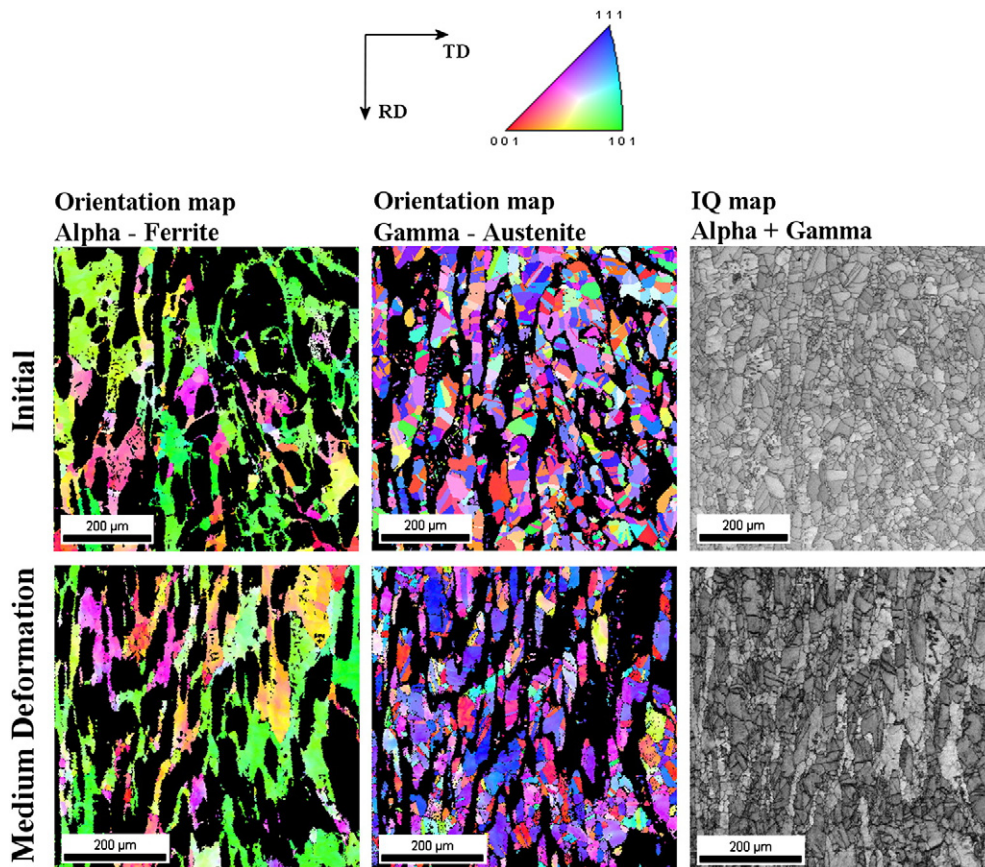 111
TD
RD
001
101
Orientation map
Alpha - Ferrite
Orientation map
Gamma - Austenite
IQ map
Alpha + Gamma
Initial
200 µm
200 µm
200 µm
Medium Deformation
200 µm
200 µm
200 µm